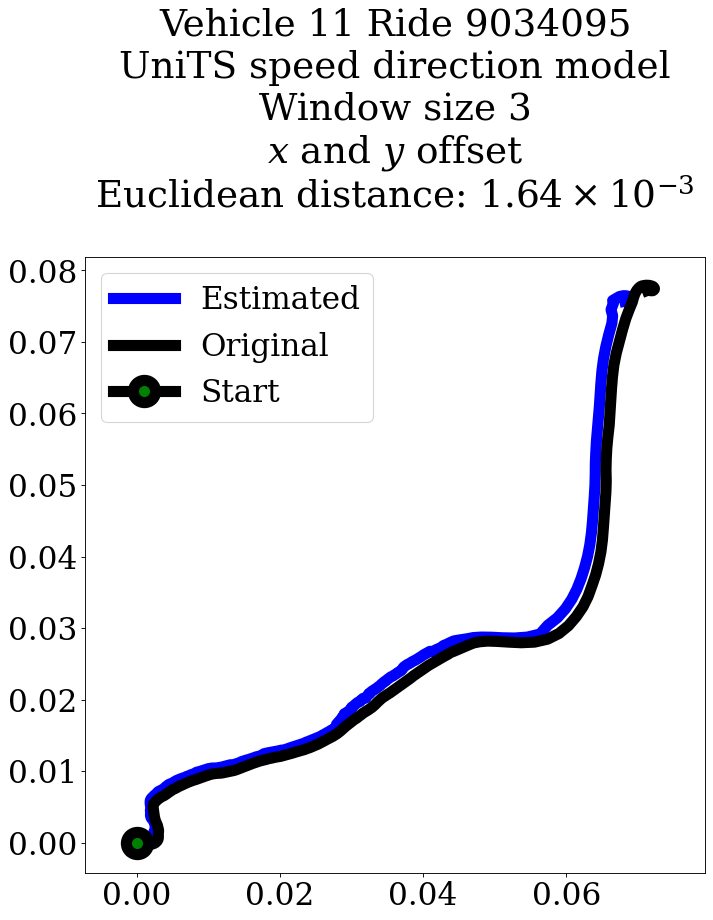 Vehicle 11 Ride 9034095
UniTS speed direction model
Window size 3
x and y offset
Euclidean distance: 1.64 × 10⁻³
0.08
Estimated
0.07
Original
Start
0.06
0.05
0.04
0.03
0.02
0.01
0.00
0.00 0.02 0.04 0.06